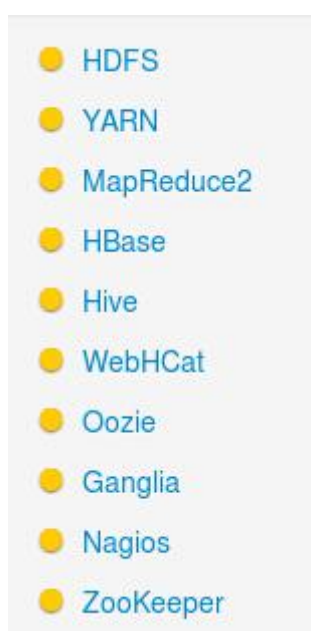 HDFS
YARN
MapReduce2
HBase
Hive
WebHCat
Oozie
Ganglia
Nagios
ZooKeeper